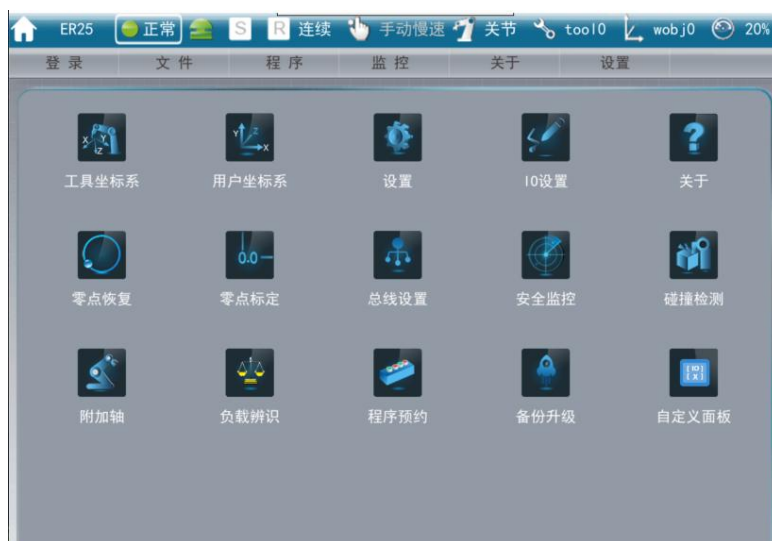 ER25 正常 S R 连续 手动慢速 关节 tool0 wobj0 20%
登录 文件 程序 监控 关于 设置
X Y Z Y Z X ?
工具坐标系 用户坐标系 设置 IO设置 关于
0.0
零点恢复 零点标定 总线设置 安全监控 碰撞检测
附加轴 负载辨识 程序预约 备份升级 自定义面板